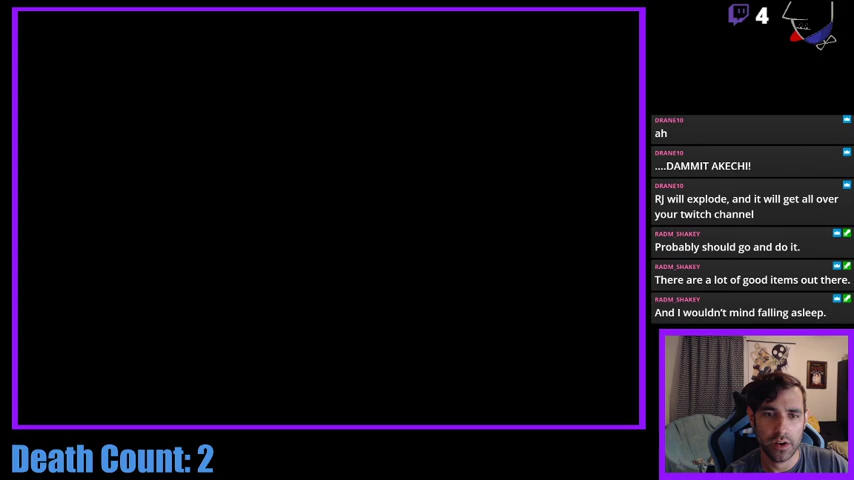 4
DRANE10
ah
DRANE10
....DAMMIT AKECHI!
DRANE10
RJ will explode, and it will get all over
your twitch channel
RADM_SHAKEY
Probably should go and do it.
RADM_SHAKEY
There are a lot of good items out there.
RADM_SHAKEY
And I wouldn't mind falling asleep.
Death Count: 2